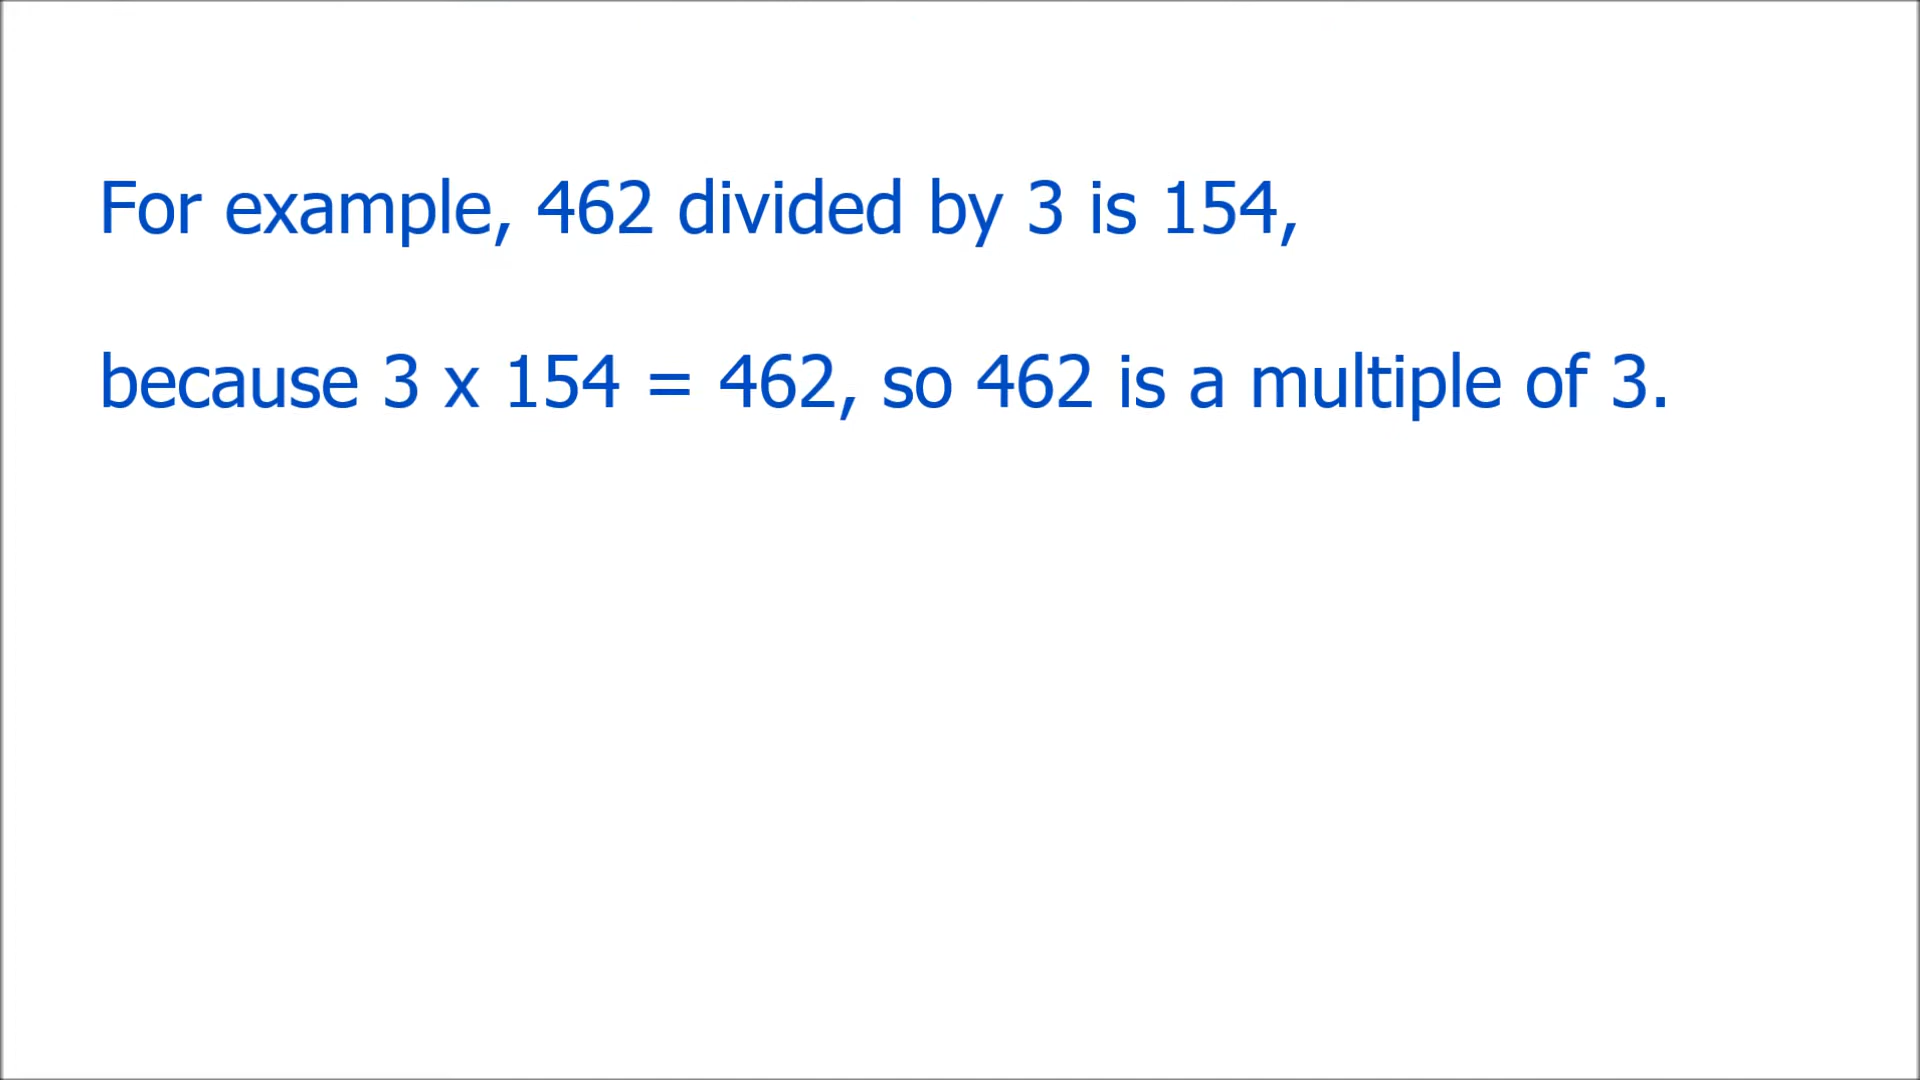 For example, 462 divided by 3 is 154,
because 3 x 154 = 462, so 462 is a multiple of 3.